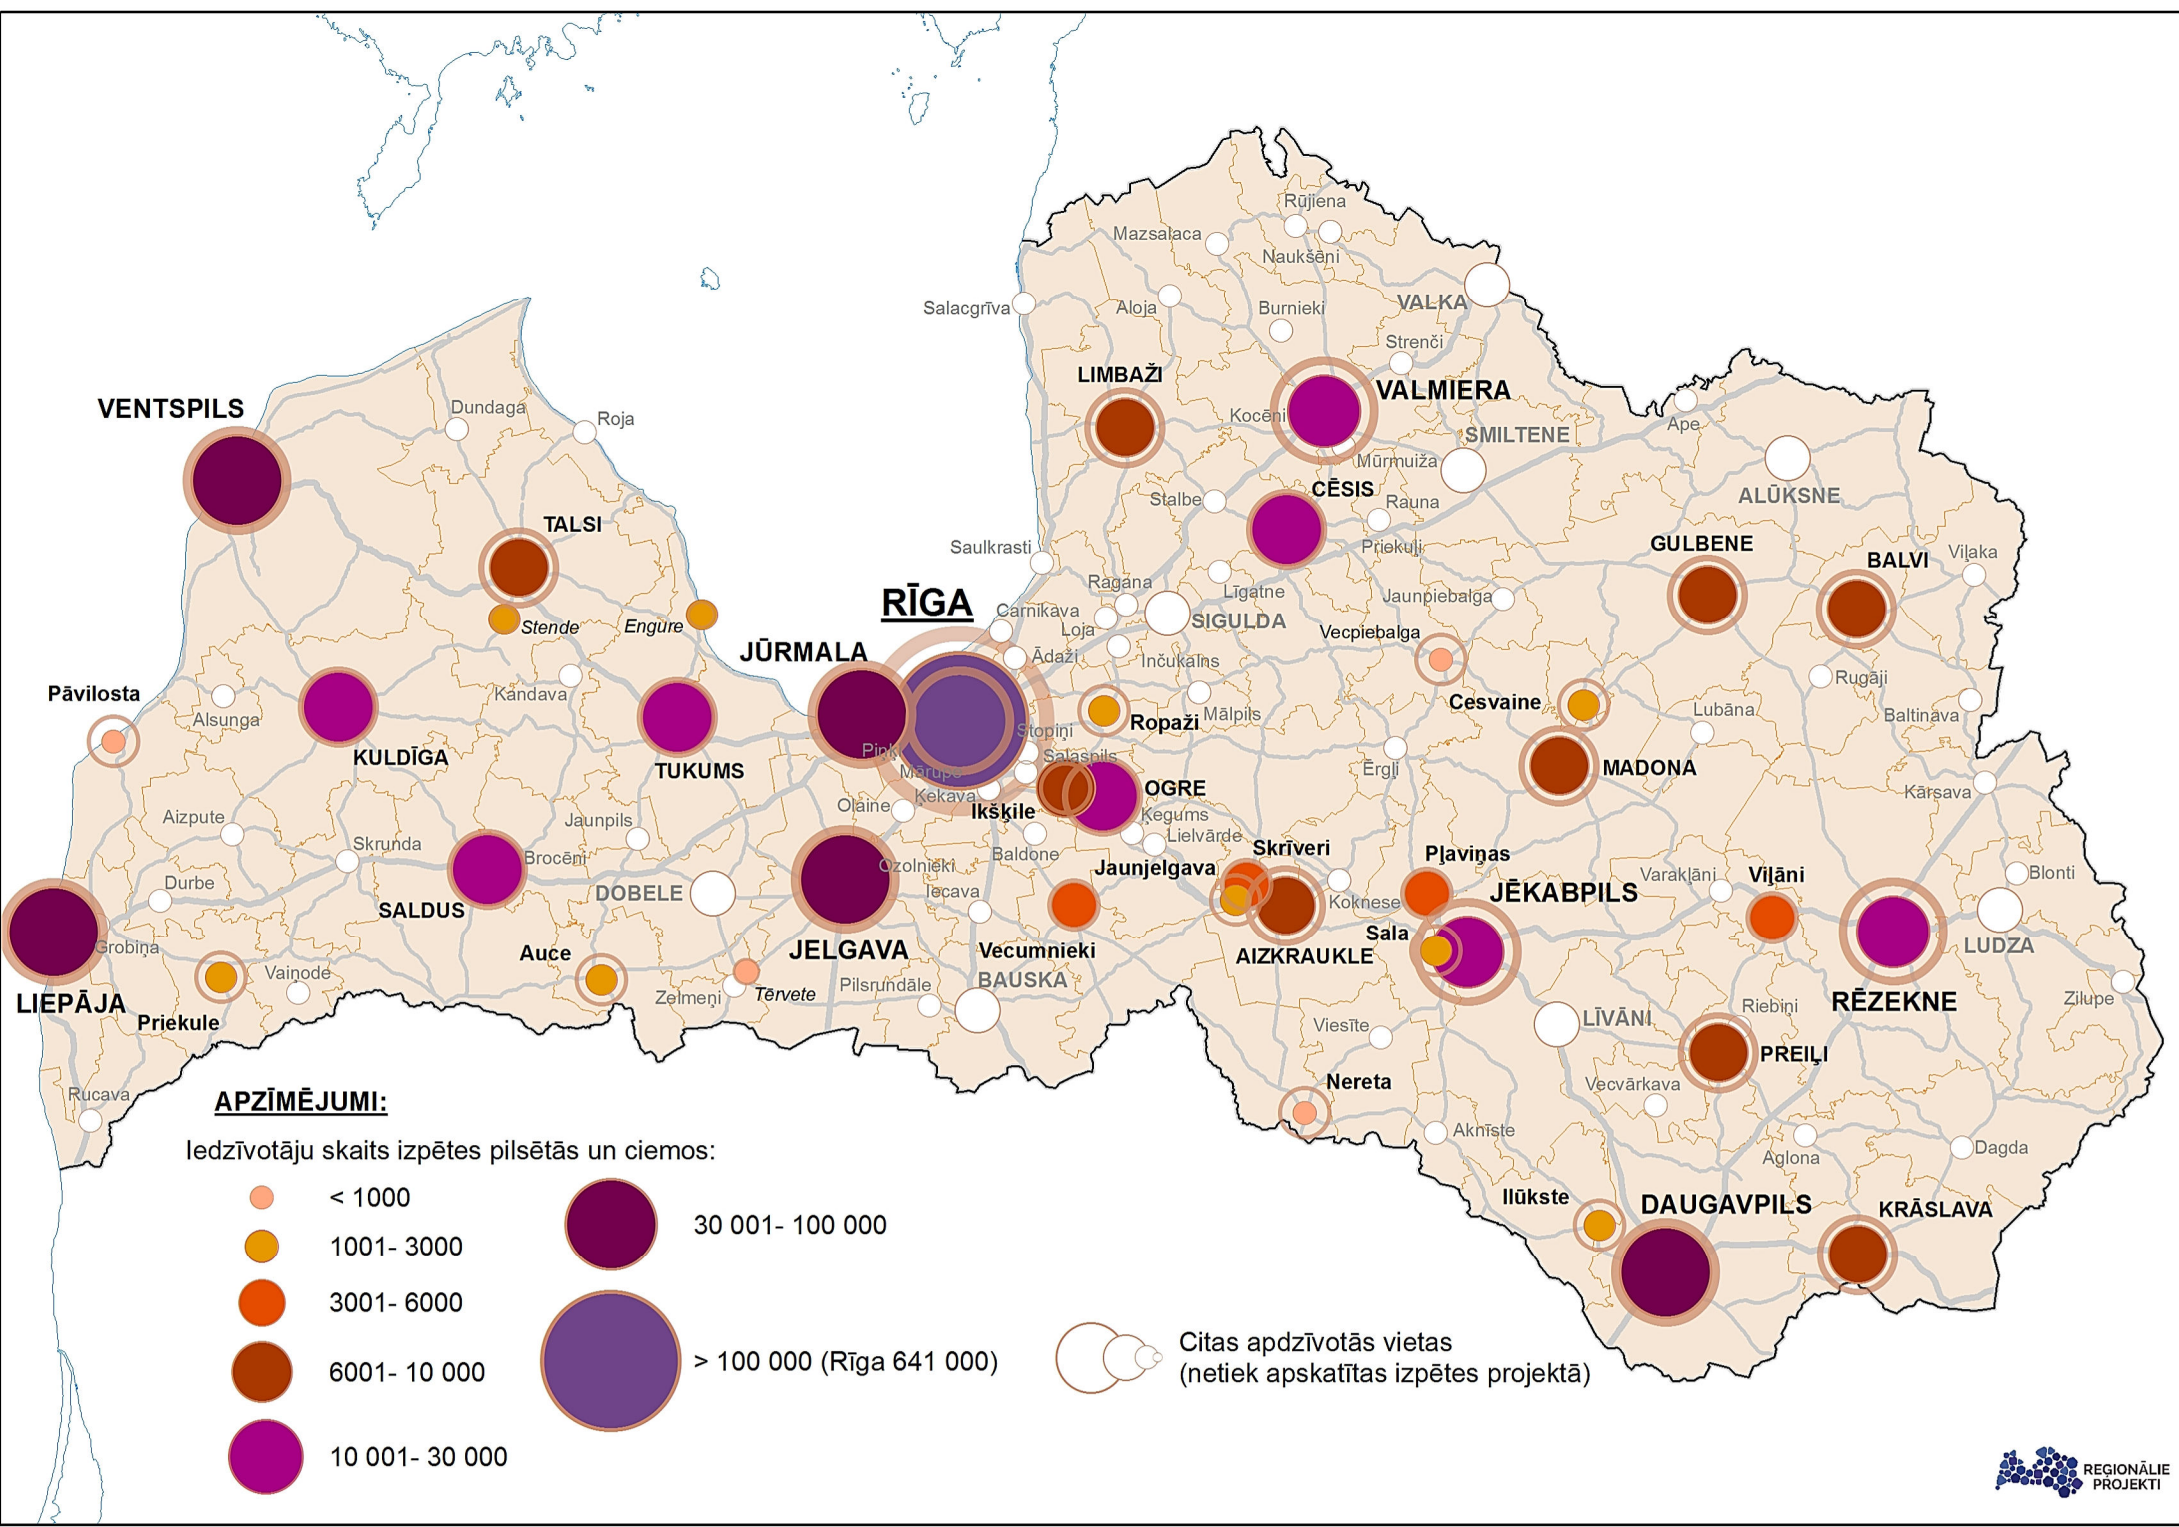 Rūjiena
Mazsalaca
Naukšēni
Salacgrīva
Aloja
Burnieki
VALKA
Strenči
LIMBAŽI
VALMIERA
VENTSPILS
Dundaga
Roja
Kocēni
SMILTENE
Ape
Mūrmuiža
CĒSIS
Stalbe
Rauna
ALŪKSNE
TALSI
Saulkrasti
Priekuļi
GULBENE
BALVI
Viļaka
Ragana
Līgatne
Jaunpiebalga
RĪGA
Carnikava
Loja
SIGULDA
Stende
Engure
Vecpiebalga
JŪRMALA
Ādaži
Inčukalns
Rugāji
Pāvilosta
Kandava
Alsunga
Cesvaine
Lubāna
Baltinava
Ropaži
Mālpils
Stopiņi
KULDĪGA
TUKUMS
Piņķi
Mārupe
Salaspils
Ērgļi
MADONA
Kārsava
OGRE
Ķekava
Olaine
Ikšķile
Ķegums
Aizpute
Jaunpils
Lielvārde
Skrunda
Brocēni
Baldone
Skrīveri
Pļaviņas
Ozolnieki
Jaunjelgava
Varakļāni
Viļāni
Blonti
Durbe
DOBELE
Iecava
Koknese
JĒKABPILS
SALDUS
Sala
Grobiņa
Auce
JELGAVA
Vecumnieki
AIZKRAUKLE
LUDZA
Vaiņode
Zelmeņi
Tērvete
Pilsrundāle
BAUSKA
LIEPĀJA
Priekule
RĒZEKNE
Zilupe
Viesīte
LĪVĀNI
Riebiņi
PREIĻI
Rucava
Nereta
Vecvārkava
Aknīste
Aglona
Dagda
Ilūkste
DAUGAVPILS
KRĀSLAVA
APZĪMĒJUMI:
Iedzīvotāju skaits izpētes pilsētās un ciemos:
< 1000
1001- 3000
3001- 6000
6001- 10 000
10 001- 30 000
30 001- 100 000
> 100 000 (Rīga 641 000)
Citas apdzīvotās vietas
(netiek apskatītas izpētes projektā)
REĢIONĀLIE
PROJEKTI